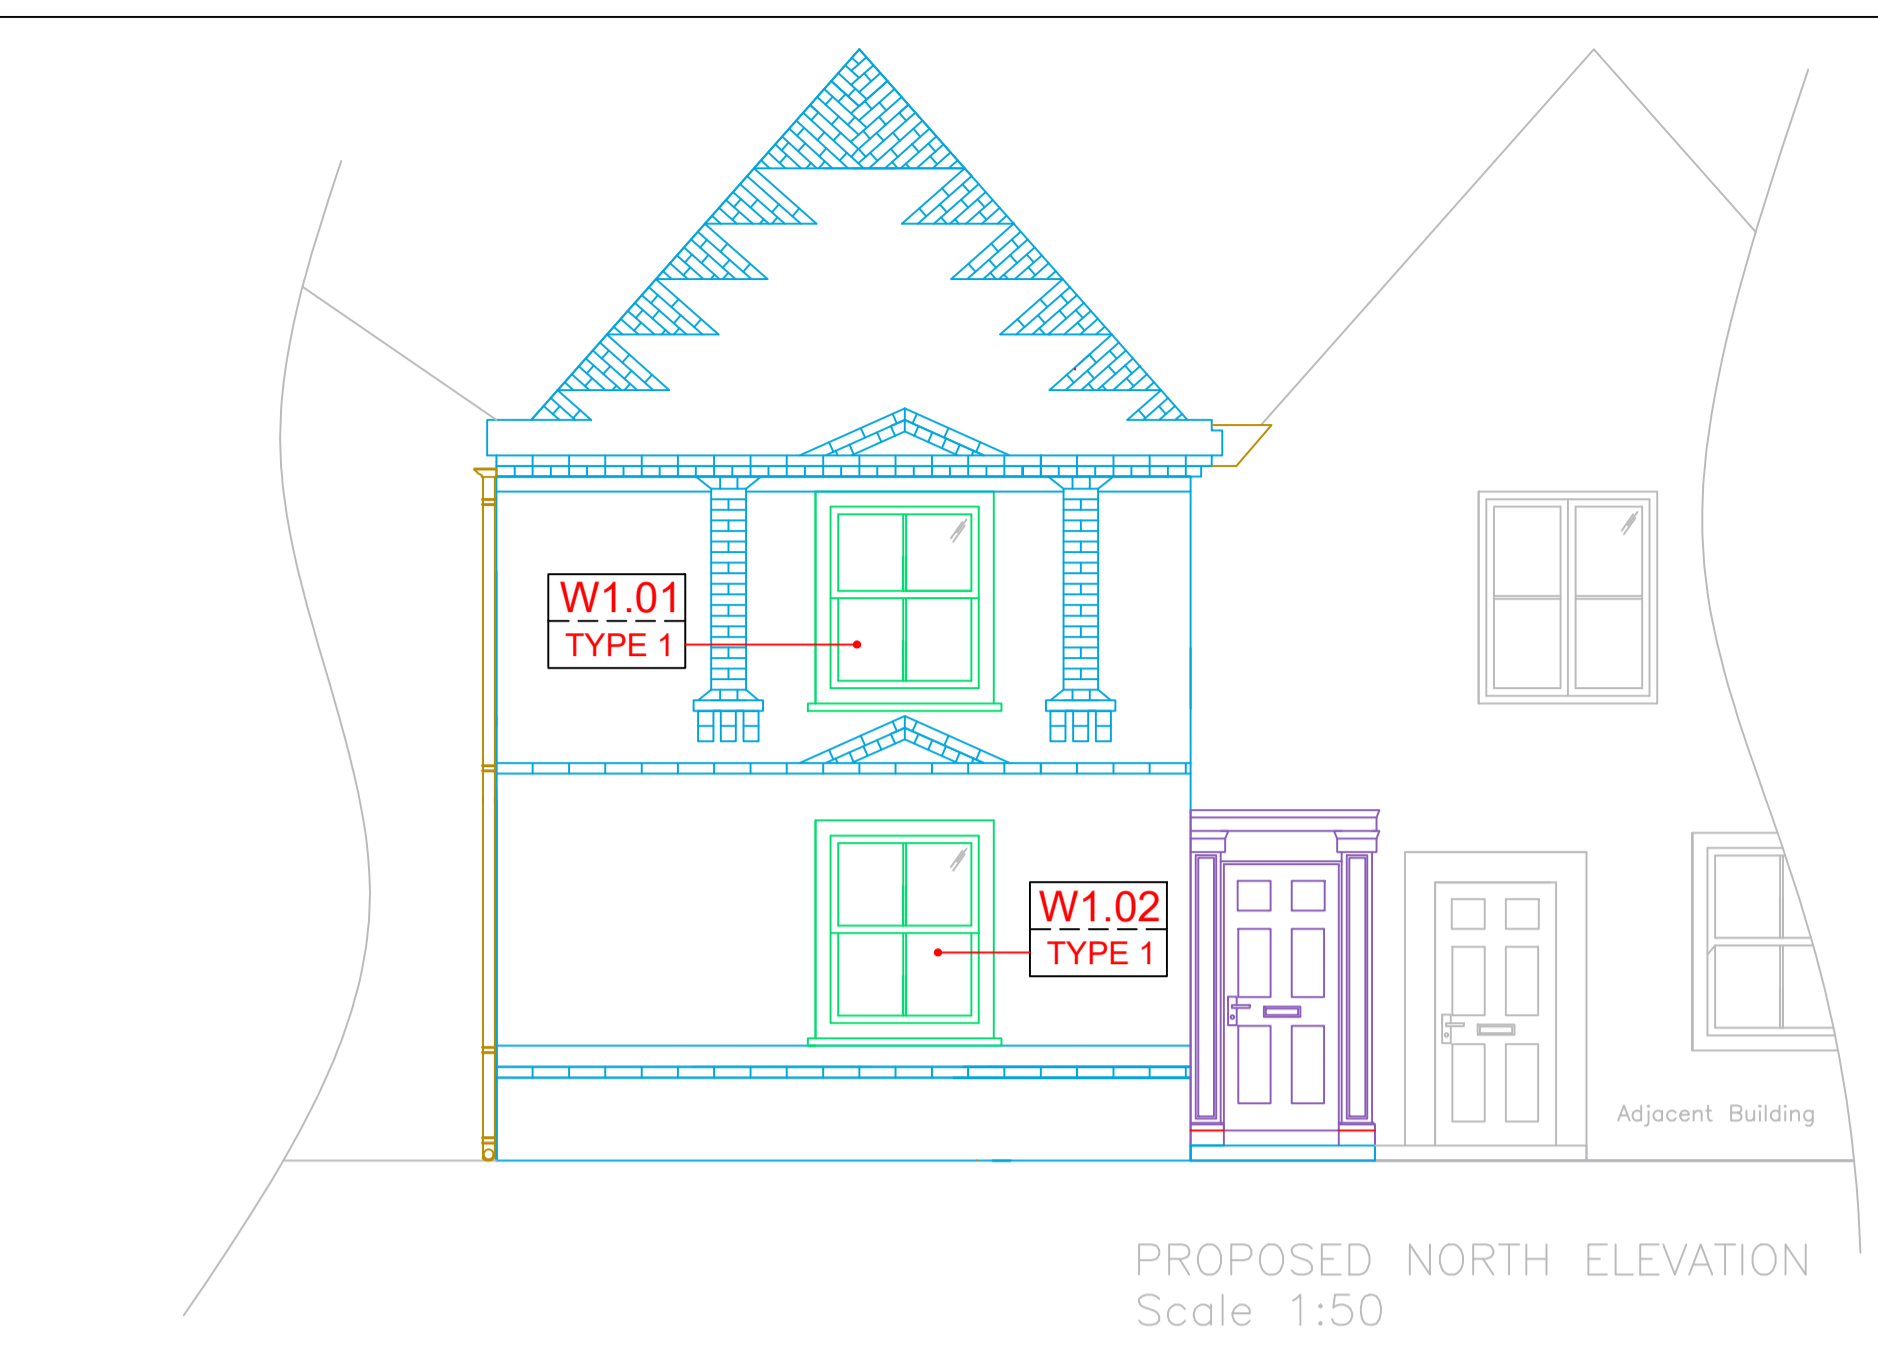 W1.01
TYPE 1
W1.02
TYPE 1
Adjacent Building
PROPOSED NORTH ELEVATION
Scale 1:50